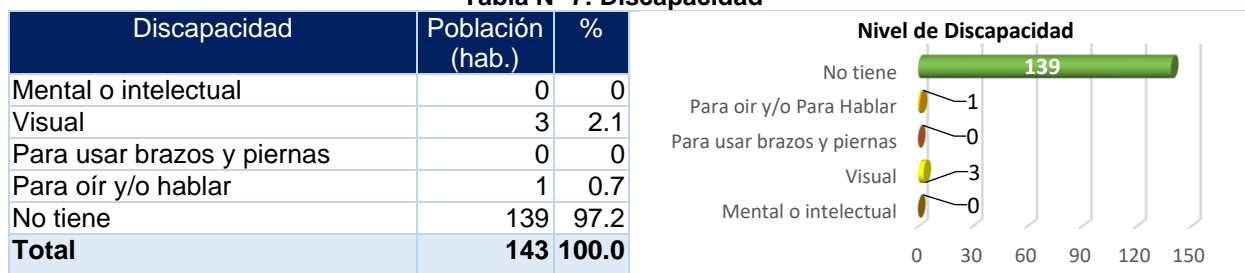 Tabla N° 7: Discapacidad
Discapacidad Población (hab.) %
Mental o intelectual 0 0
Visual 3 2.1
Para usar brazos y piernas 0 0
Para oír y/o hablar 1 0.7
No tiene 139 97.2
Total 143 100.0
Nivel de Discapacidad
No tiene 139
Para oir y/o Para Hablar 1
Para usar brazos y piernas 0
Visual 3
Mental o intelectual 0
0 30 60 90 120 150